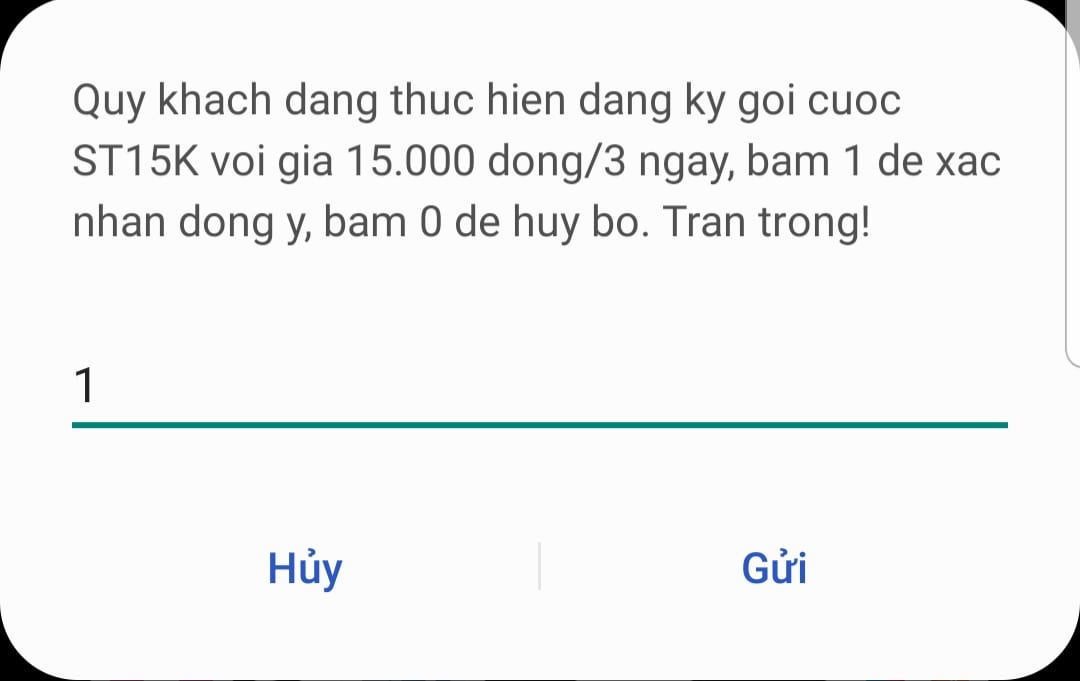 Quy khach dang thuc hien dang ky goi cuoc
ST15K voi gia 15.000 dong/3 ngay, bam 1 de xac
nhan dong y, bam 0 de huy bo. Tran trong!
1
Hủy
Gửi